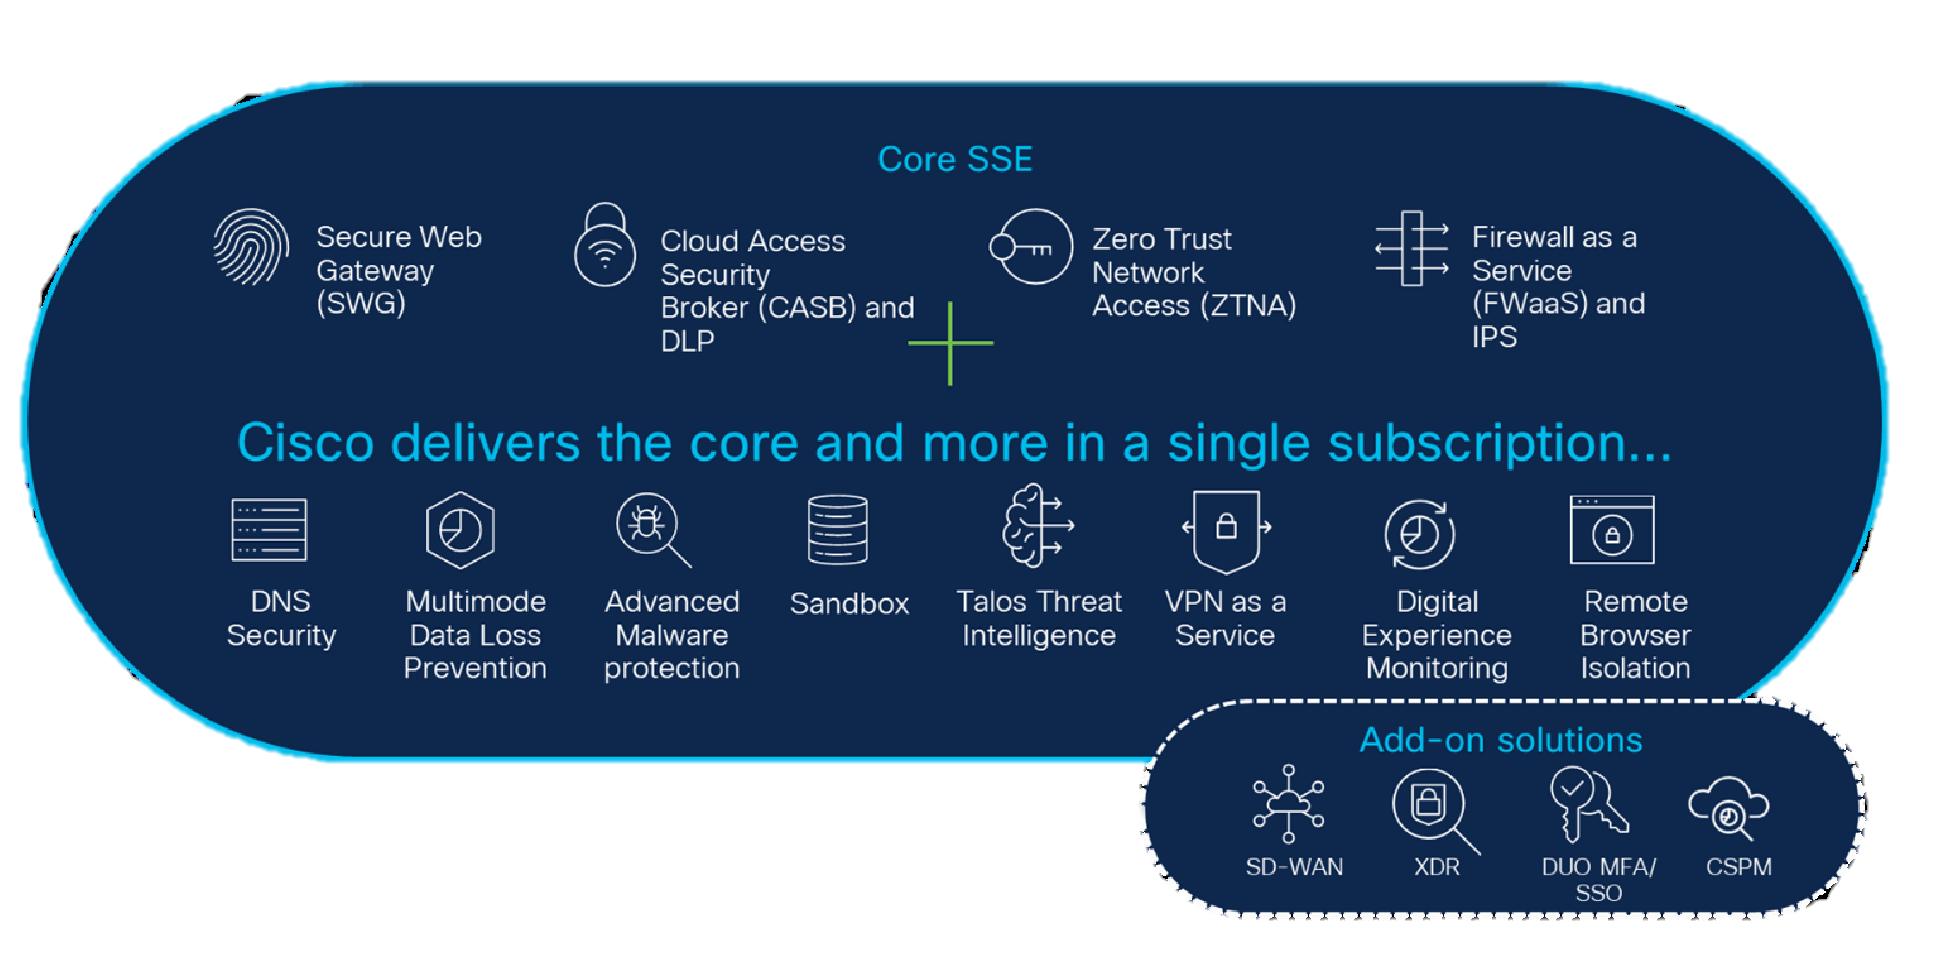 Core SSE
Secure Web
Gateway
(SWG)
Cloud Access
Security
Broker (CASB) and
DLP
Zero Trust
Network
Access (ZTNA)
Firewall as a
Service
(FWaaS) and
IPS
Cisco delivers the core and more in a single subscription...
DNS
Security
Multimode
Data Loss
Prevention
Advanced
Malware
protection
Sandbox
Talos Threat
Intelligence
VPN as a
Service
Digital
Experience
Monitoring
Remote
Browser
Isolation
Add-on solutions
SD-WAN
XDR
DUO MFA/
SSO
CSPM